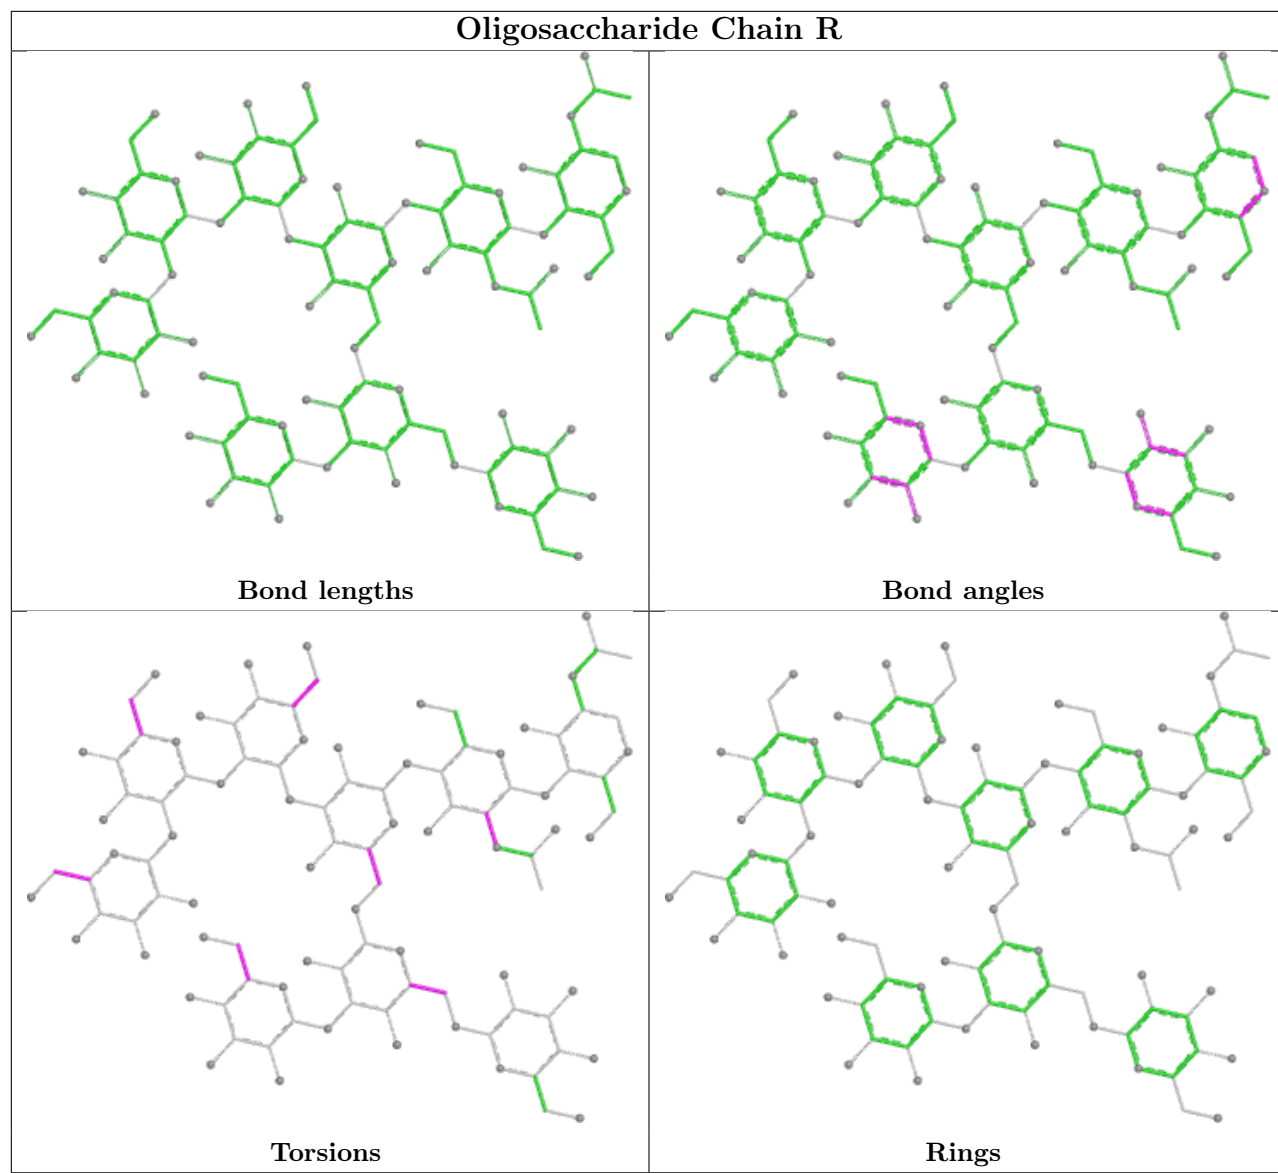 Oligosaccharide Chain R
Bond lengths
Bond angles
Torsions
Rings